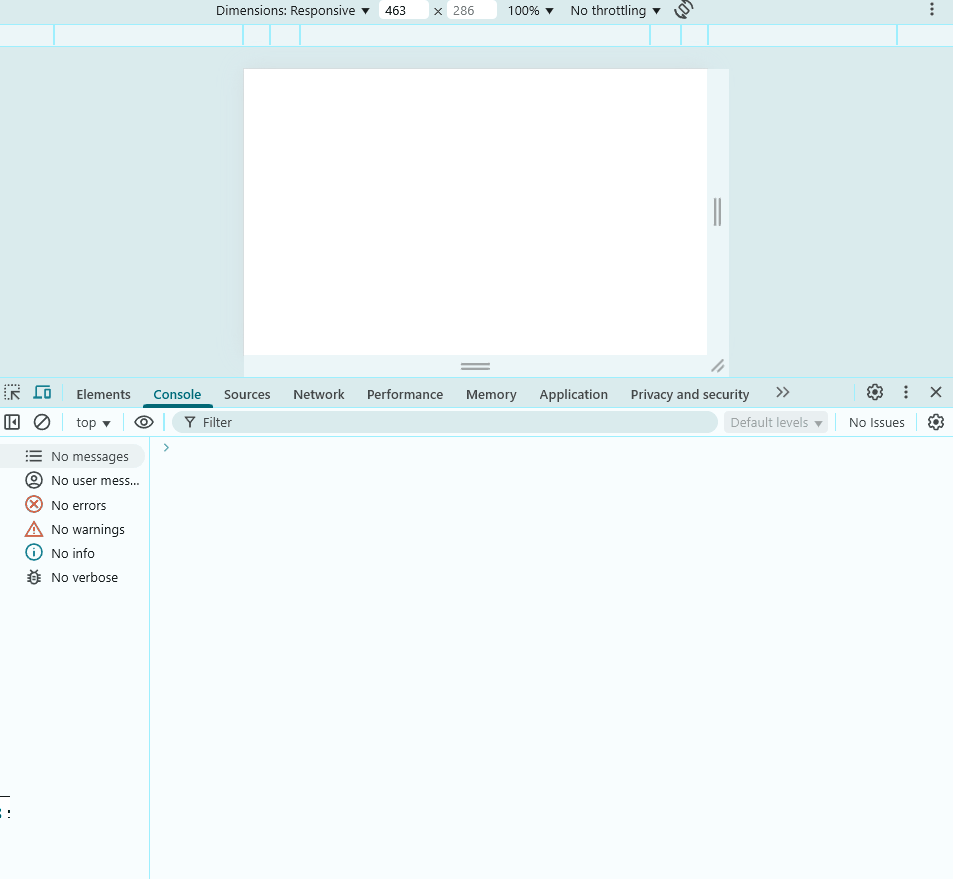 Dimensions: Responsive 463 × 286 100% No throttling
Elements Console Sources Network Performance Memory Application Privacy and security
top Filter Default levels No Issues
No messages
No user mess...
No errors
No warnings
No info
No verbose